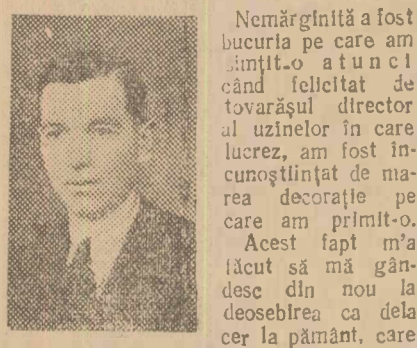 Nemărginită a fost
bucuria pe care am
simțit-o atunci
când felicitat de
tovarășul director
al uzinelor în care
lucrez, am fost în-
cunoștiințat de ma-
rea decorație pe
care am primit-o.
Acest fapt m'a
făcut să mă gân-
desc din nou la
deosebirea ca dela
cer la pământ, care